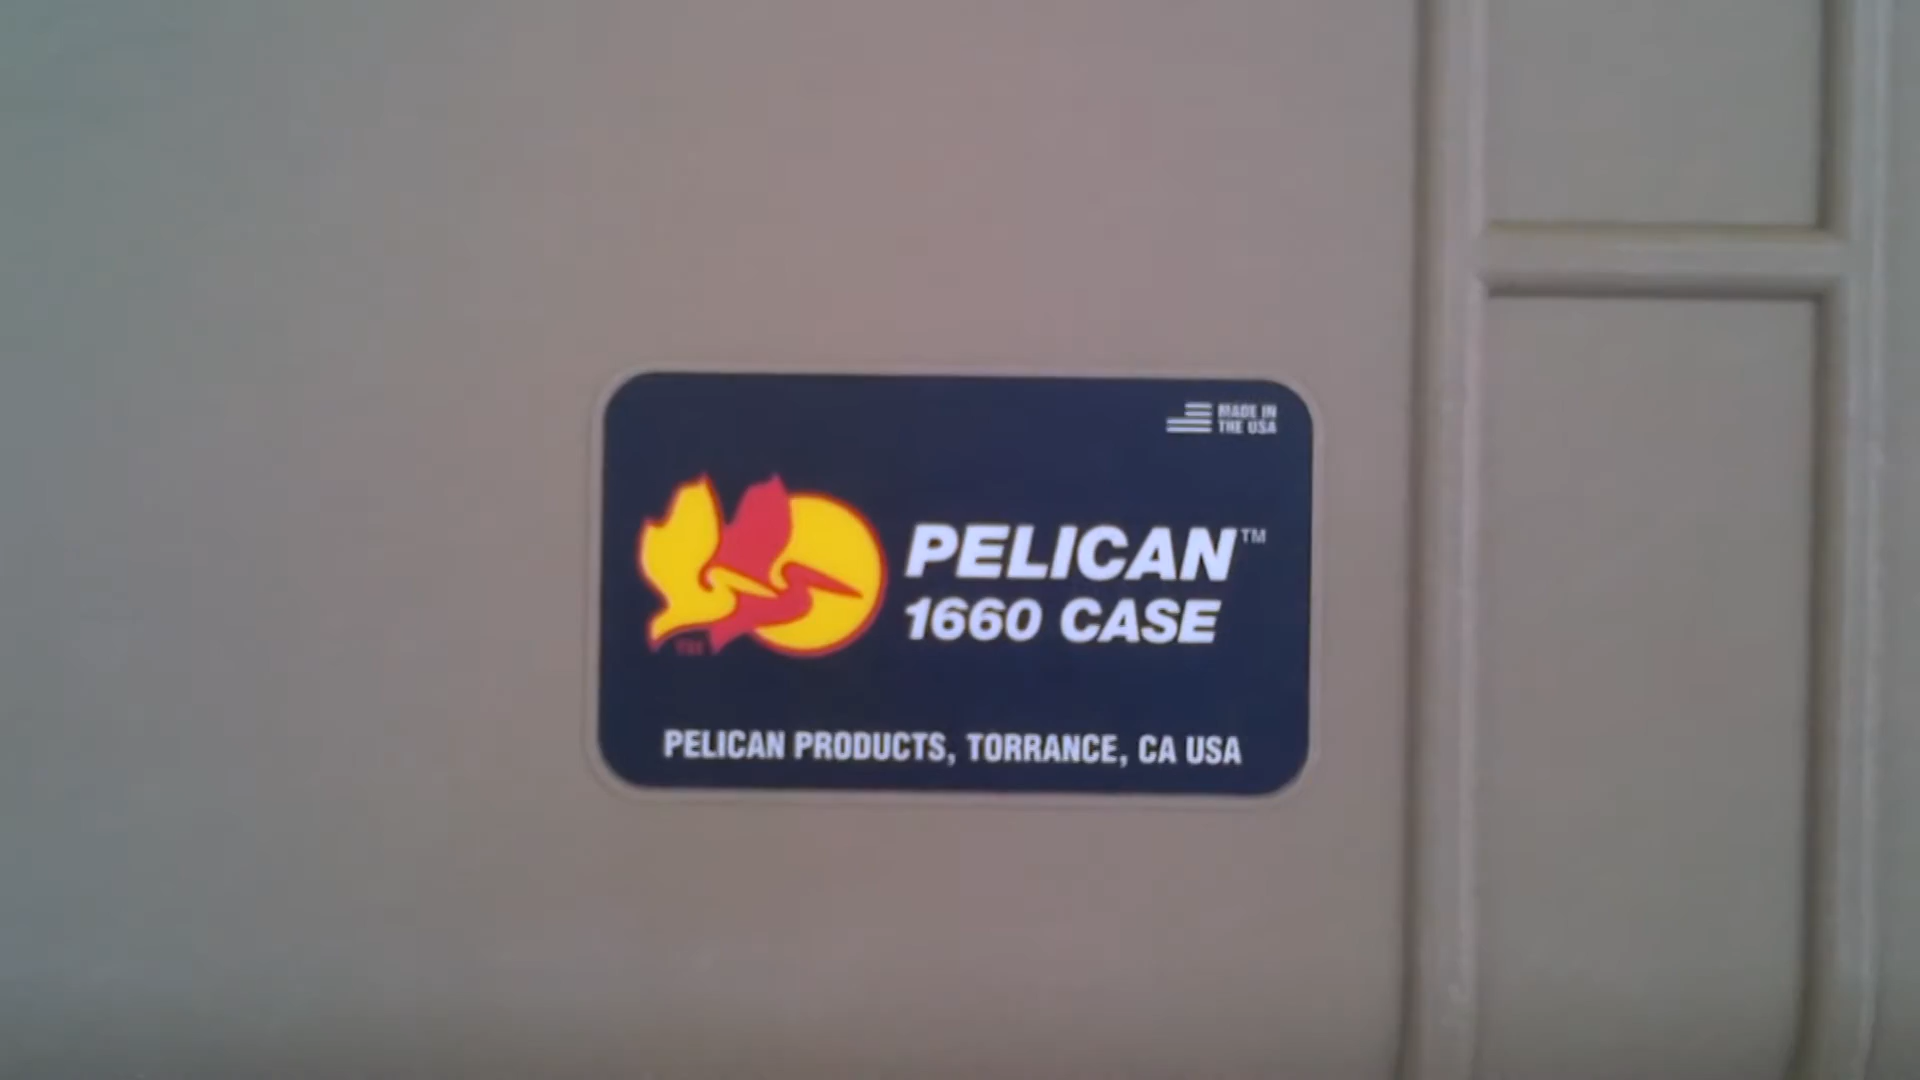 MADE IN
THE USA
PELICAN™
1660 CASE
PELICAN PRODUCTS, TORRANCE, CA USA